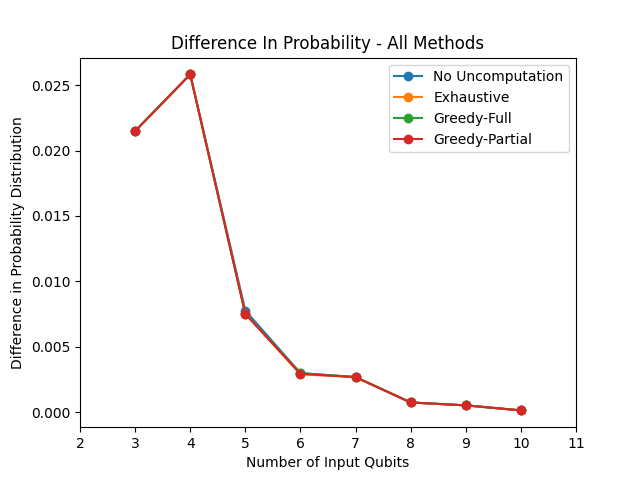 Difference In Probability - All Methods
No Uncomputation
Exhaustive
Greedy-Full
Greedy-Partial
Difference in Probability Distribution
0.025
0.020
0.015
0.010
0.005
0.000
2 3 4 5 6 7 8 9 10 11
Number of Input Qubits